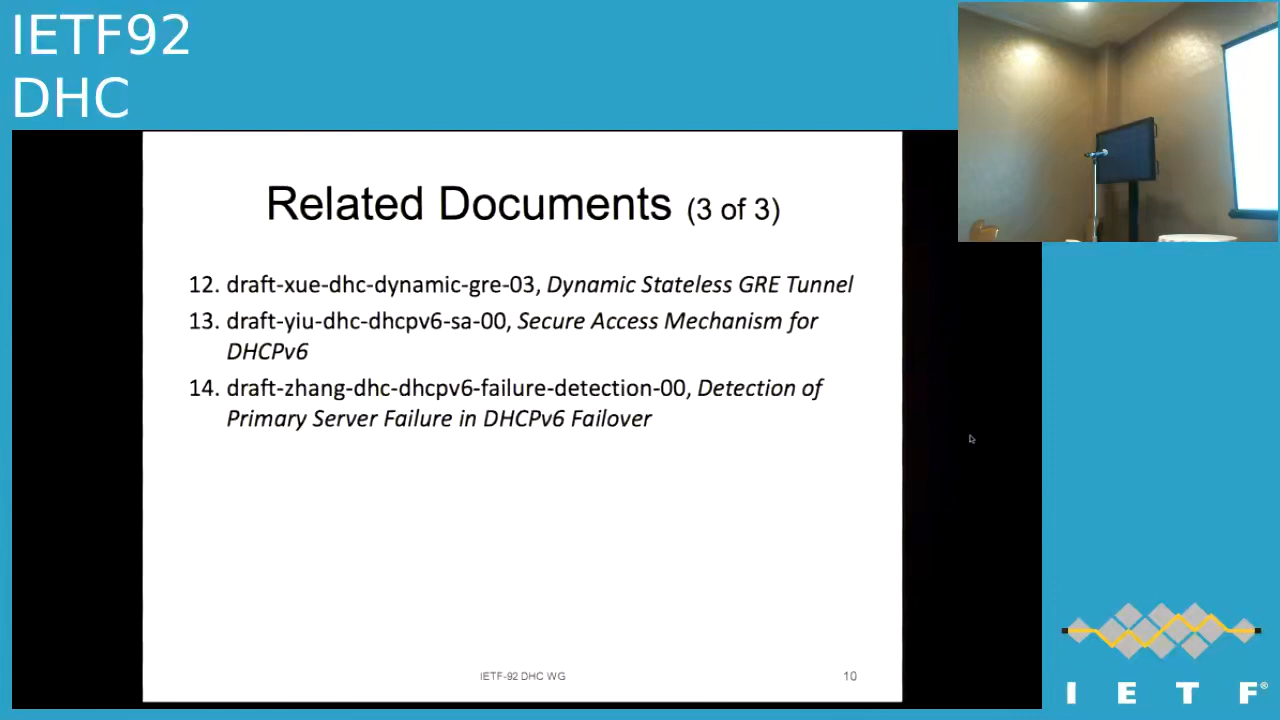 IETF92
DHC
Related Documents (3 of 3)
12. draft-xue-dhc-dynamic-gre-03, Dynamic Stateless GRE Tunnel
13. draft-yiu-dhc-dhcpv6-sa-00, Secure Access Mechanism for
DHCPv6
14. draft-zhang-dhc-dhcpv6-failure-detection-00, Detection of
Primary Server Failure in DHCPv6 Failover
IETF-92 DHC WG
10
I E T F®